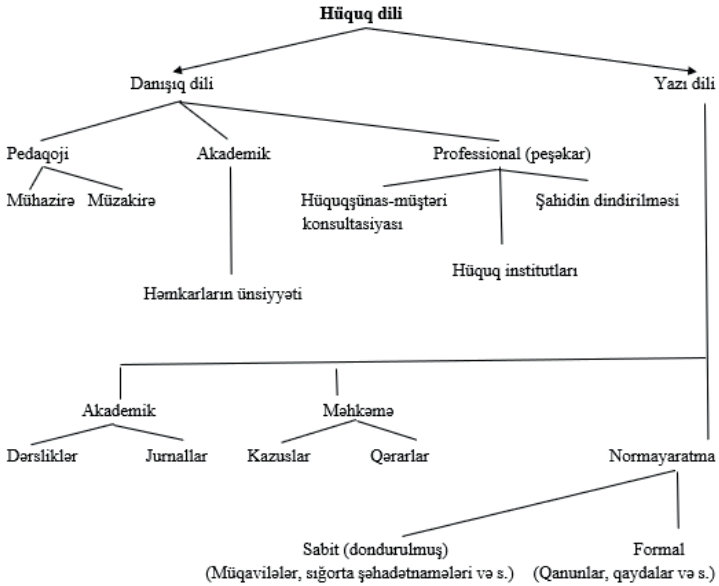 Hüquq dili
Danışıq dili Yazı dili
Pedaqoji Akademik Professional (peşəkar)
Mühazirə Müzakirə Hüquqşünas-müştəri Şahidin dindirilməsi
konsultasiyası
Hüquq institutları
Həmkarların ünsiyyəti
Akademik Məhkəmə
Dərsliklər Jurnallar Kazuslar Qərarlar Normayaratma
Sabit (dondurulmuş) Formal
(Müqavilələr, sığorta şəhadətnamələri və s.) (Qanunlar, qaydalar və s.)